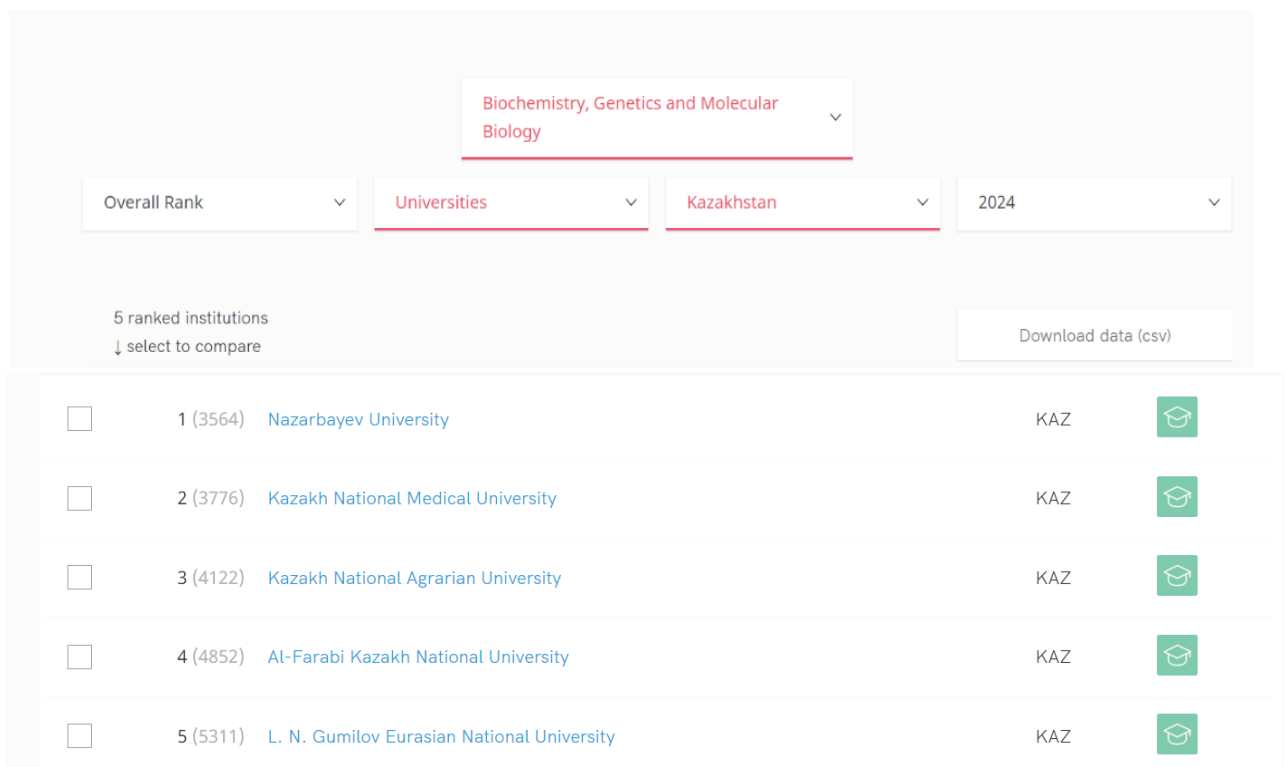 Biochemistry, Genetics and Molecular
Biology
Overall Rank Universities Kazakhstan 2024
5 ranked institutions
↓ select to compare
Download data (csv)
1 (3564) Nazarbayev University KAZ
2 (3776) Kazakh National Medical University KAZ
3 (4122) Kazakh National Agrarian University KAZ
4 (4852) Al-Farabi Kazakh National University KAZ
5 (5311) L. N. Gumilov Eurasian National University KAZ